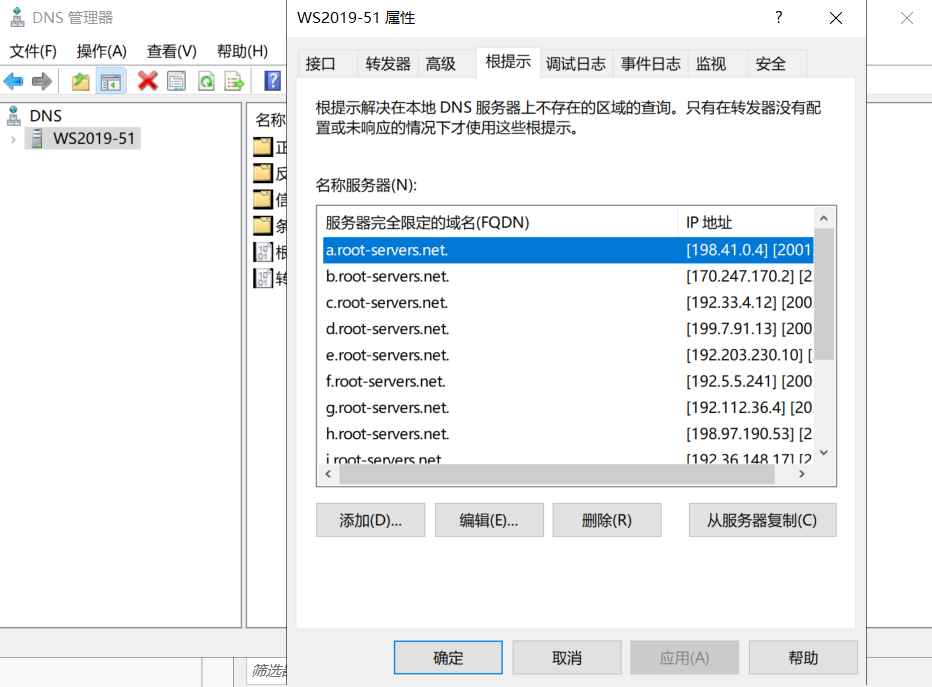 DNS 管理器
WS2019-51 属性
?
文件(F) 操作(A) 查看(V) 帮助(H)
接口 转发器 高级 根提示 调试日志 事件日志 监视 安全
DNS
WS2019-51
名称
根提示解决在本地 DNS 服务器上不存在的区域的查询。只有在转发器没有配
置或未响应的情况下才使用这些根提示。
名称服务器(N):
服务器完全限定的域名(FQDN) IP 地址
a.root-servers.net. [198.41.0.4] [2001
b.root-servers.net. [170.247.170.2] [2
c.root-servers.net. [192.33.4.12] [200
d.root-servers.net. [199.7.91.13] [200
e.root-servers.net. [192.203.230.10] [
f.root-servers.net. [192.5.5.241] [200
g.root-servers.net. [192.112.36.4] [20
h.root-servers.net. [198.97.190.53] [2
i.root-servers.net. [192.36.148.17] [2
添加(D)... 编辑(E)... 删除(R) 从服务器复制(C)
确定 取消 应用(A) 帮助